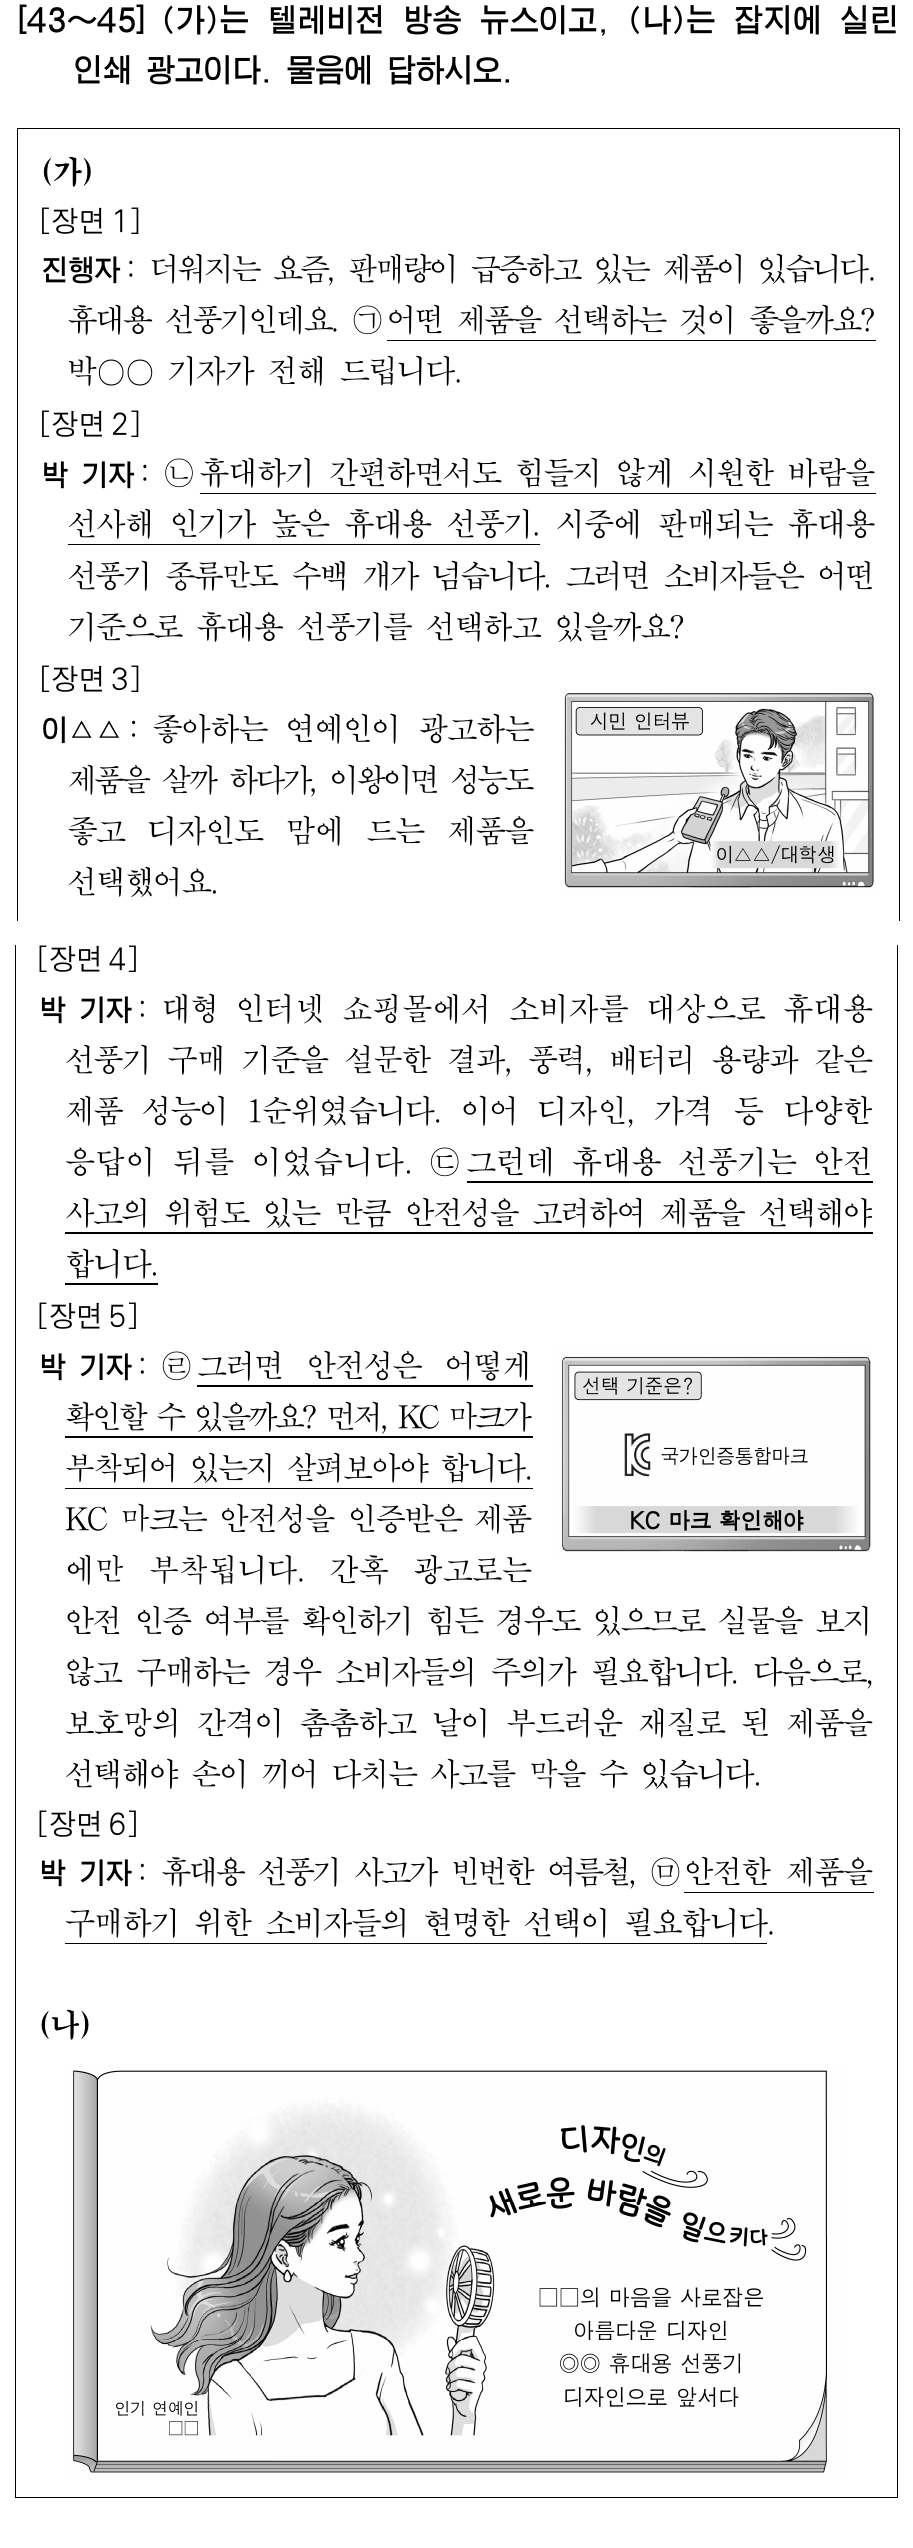 [43～45] (가)는 텔레비전 방송 뉴스이고, (나)는 잡지에 실린
인쇄 광고이다. 물음에 답하시오.
(가)
[장면 1]
진행자: 더워지는 요즘, 판매량이 급증하고 있는 제품이 있습니다.
휴대용 선풍기인데요. ㉠어떤 제품을 선택하는 것이 좋을까요?
박○○ 기자가 전해 드립니다.
[장면 2]
박 기자: ㉡휴대하기 간편하면서도 힘들지 않게 시원한 바람을
선사해 인기가 높은 휴대용 선풍기. 시중에 판매되는 휴대용
선풍기 종류만도 수백 개가 넘습니다. 그러면 소비자들은 어떤
기준으로 휴대용 선풍기를 선택하고 있을까요?
[장면 3]
이△△: 좋아하는 연예인이 광고하는
제품을 살까 하다가, 이왕이면 성능도
좋고 디자인도 맘에 드는 제품을
선택했어요.
시민 인터뷰
이△△/대학생
[장면 4]
박 기자: 대형 인터넷 쇼핑몰에서 소비자를 대상으로 휴대용
선풍기 구매 기준을 설문한 결과, 풍력, 배터리 용량과 같은
제품 성능이 1순위였습니다. 이어 디자인, 가격 등 다양한
응답이 뒤를 이었습니다. ㉢그런데 휴대용 선풍기는 안전
사고의 위험도 있는 만큼 안전성을 고려하여 제품을 선택해야
합니다.
[장면 5]
박 기자: ㉣그러면 안전성은 어떻게
확인할 수 있을까요? 먼저, KC 마크가
부착되어 있는지 살펴보아야 합니다.
KC 마크는 안전성을 인증받은 제품
에만 부착됩니다. 간혹 광고로는
안전 인증 여부를 확인하기 힘든 경우도 있으므로 실물을 보지
않고 구매하는 경우 소비자들의 주의가 필요합니다. 다음으로,
보호망의 간격이 촘촘하고 날이 부드러운 재질로 된 제품을
선택해야 손이 끼어 다치는 사고를 막을 수 있습니다.
선택 기준은?
KC 국가인증통합마크
KC 마크 확인해야
[장면 6]
박 기자: 휴대용 선풍기 사고가 빈번한 여름철, ㉤안전한 제품을
구매하기 위한 소비자들의 현명한 선택이 필요합니다.
(나)
디자인의
새로운 바람을 일으키다
□□의 마음을 사로잡은
아름다운 디자인
◎◎ 휴대용 선풍기
디자인으로 앞서다
인기 연예인
□□